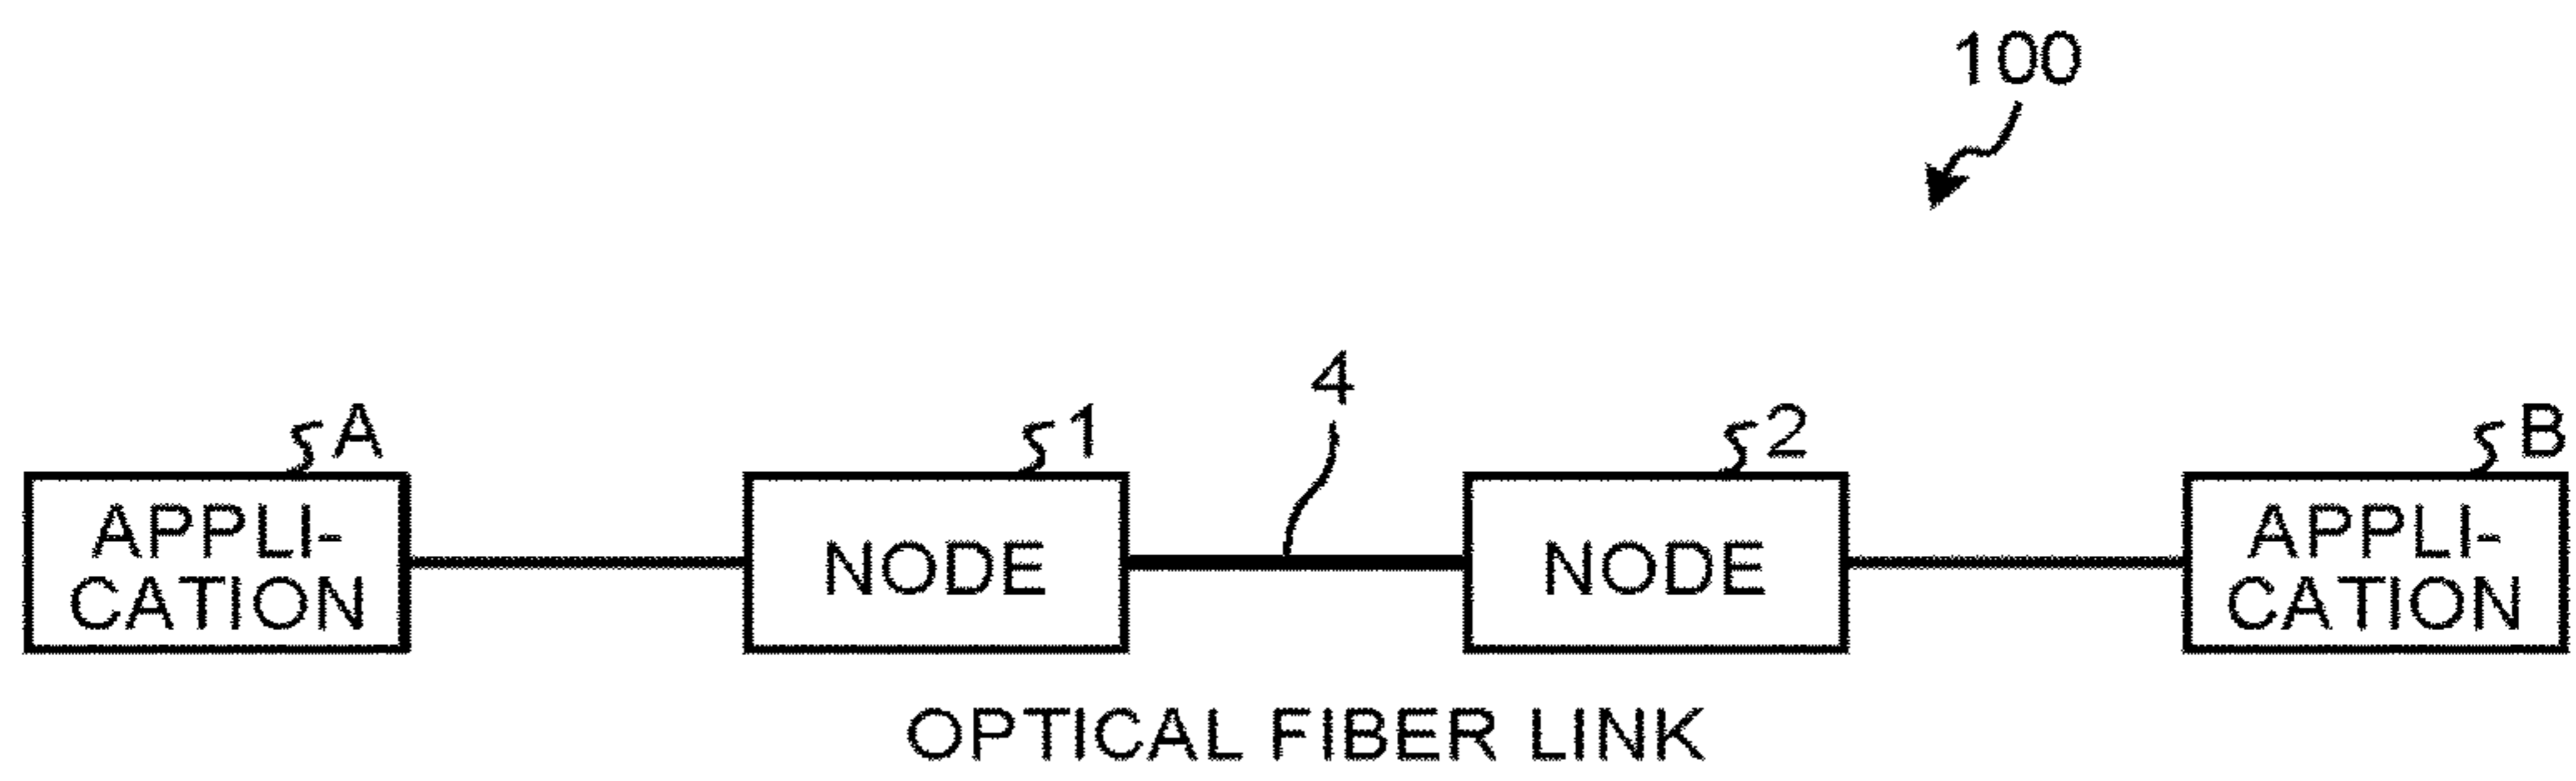 100
4
A
1
2
B
APPLI-
CATION
NODE
NODE
APPLI-
CATION
OPTICAL FIBER LINK